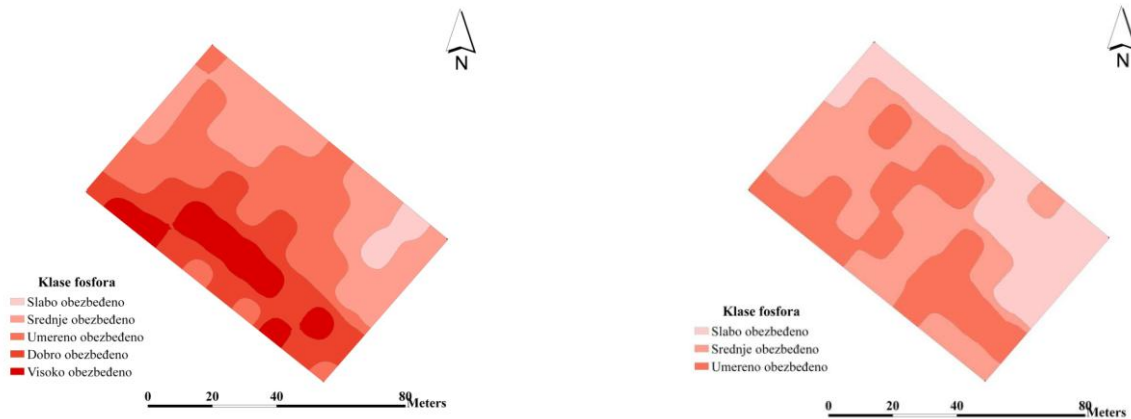 N
Klase fosfora
Slabo obezbeđeno
Srednje obezbeđeno
Umereno obezbeđeno
Dobro obezbeđeno
Visoko obezbeđeno
0 20 40 80
Meters
N
Klase fosfora
Slabo obezbeđeno
Srednje obezbeđeno
Umereno obezbeđeno
0 20 40 80
Meters